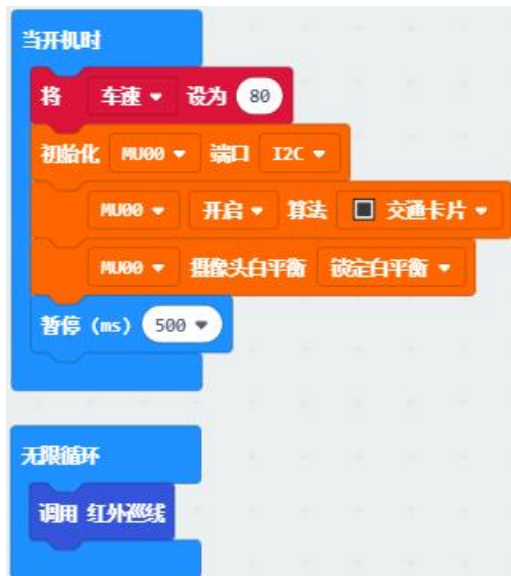 当开机时
将 车速 设为 80
初始化 MU00 端口 I2C
MU00 开启 算法 交通卡片
MU00 摄像头白平衡 锁定白平衡
暂停 (ms) 500
无限循环
调用 红外巡线